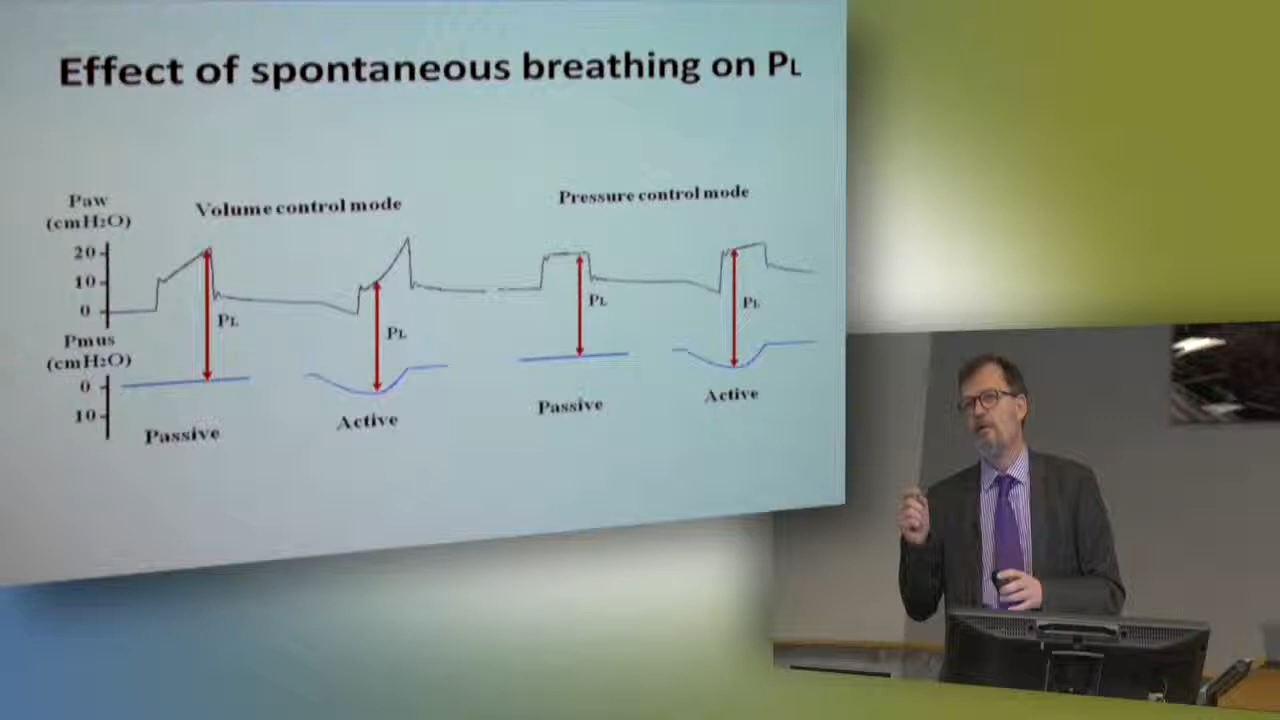 Effect of spontaneous breathing on PL
Paw
(cmH2O)
Volume control mode
Pressure control mode
20
10
0
PL
PL
PL
PL
Pmus
(cmH2O)
0
10
Passive
Active
Passive
Active